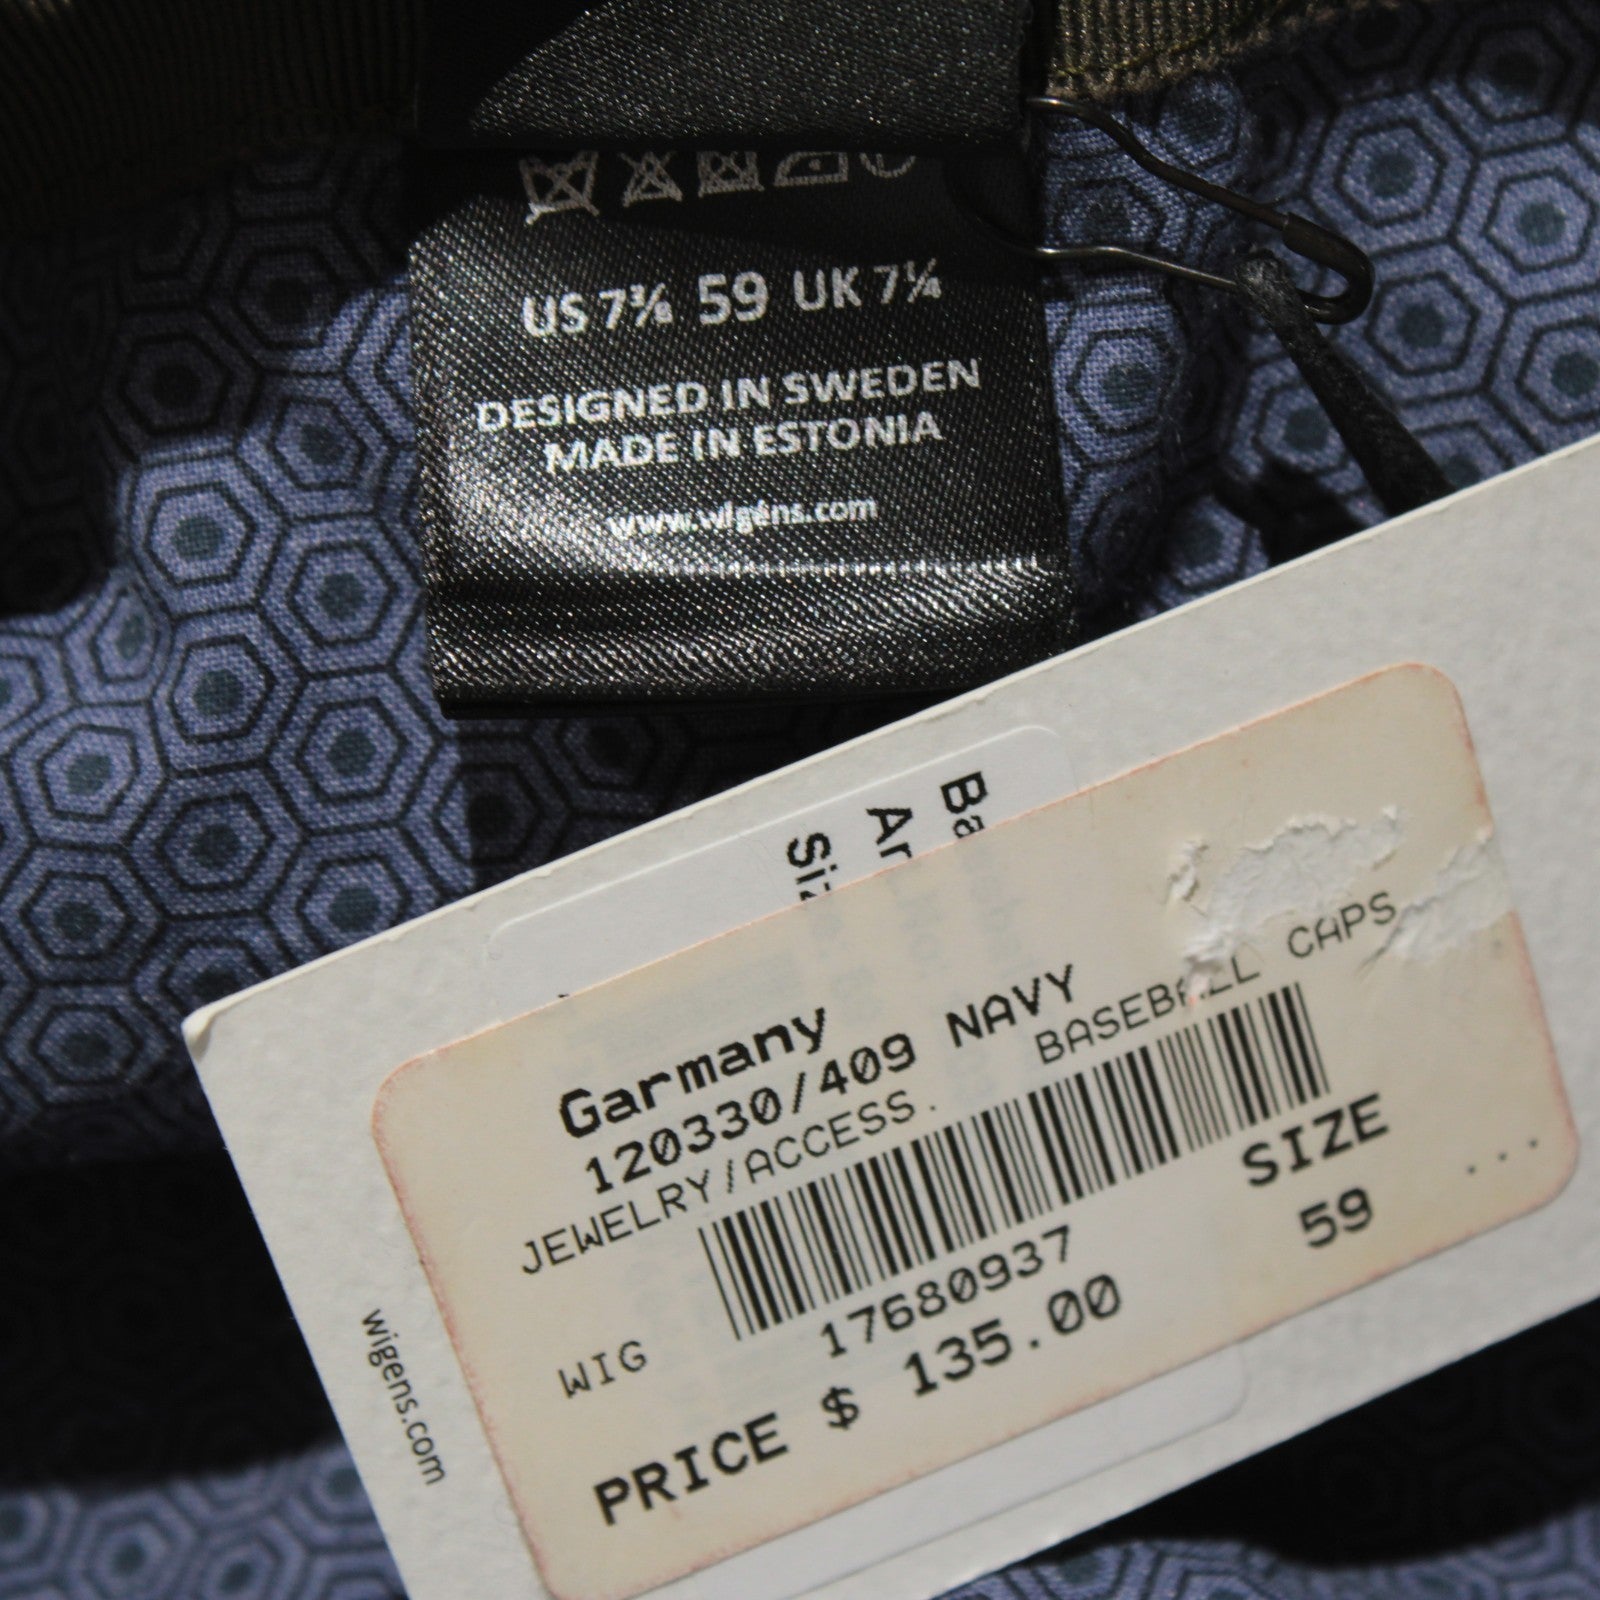 US 7⅜ 59 UK 7¼
DESIGNED IN SWEDEN
MADE IN ESTONIA
www.wigens.com
Garmany
120330/409 NAVY
JEWELRY/ACCESS. BASEBALL CAPS
17680937
SIZE
59
WIG
PRICE $ 135.00
wigens.com